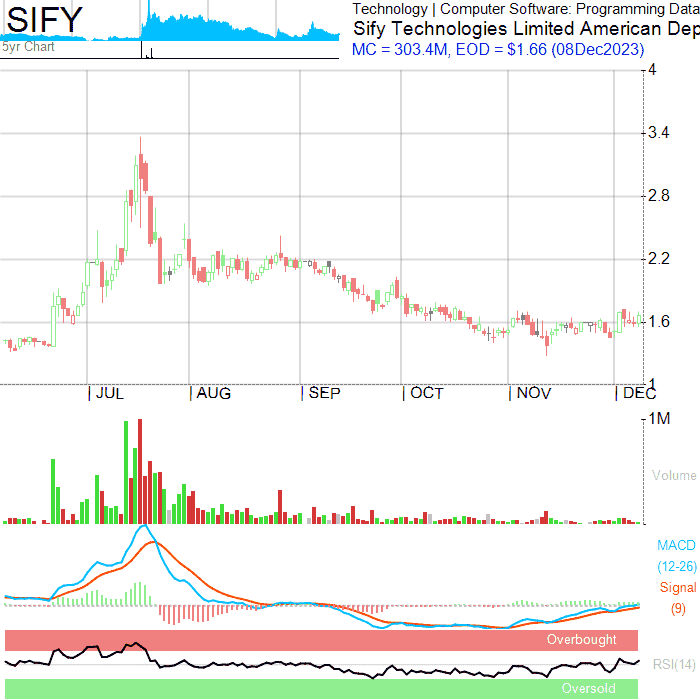 SIFY
5yr Chart
Technology | Computer Software: Programming Data
Sify Technologies Limited American Dep
MC = 303.4M, EOD = $1.66 (08Dec2023)
4
3.4
2.8
2.2
1.6
1
JUL AUG SEP OCT NOV DEC
1M
Volume
MACD
(12-26)
Signal
(9)
Overbought
RSI(14)
Oversold